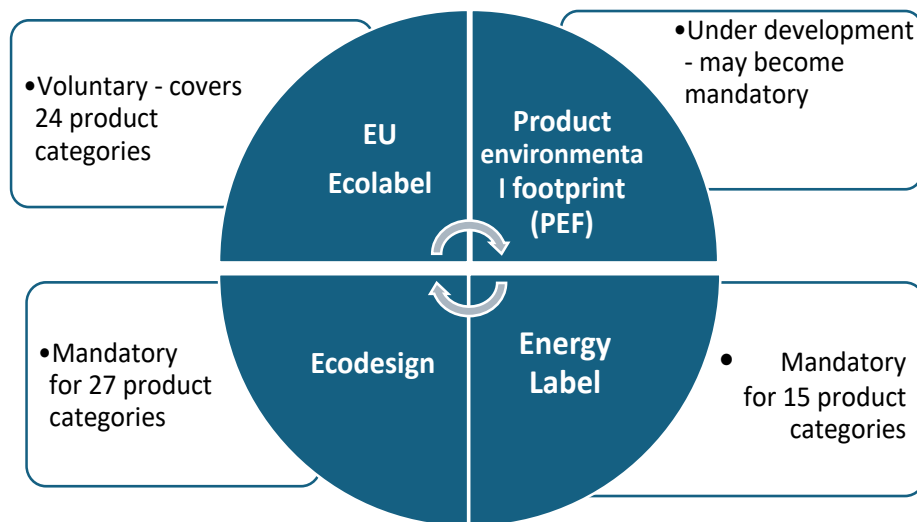 •Voluntary - covers
24 product
categories
EU
Ecolabel
Product
environmenta
l footprint
(PEF)
•Under development
- may become
mandatory
•Mandatory
for 27 product
categories
Ecodesign
Energy
Label
• Mandatory
for 15 product
categories